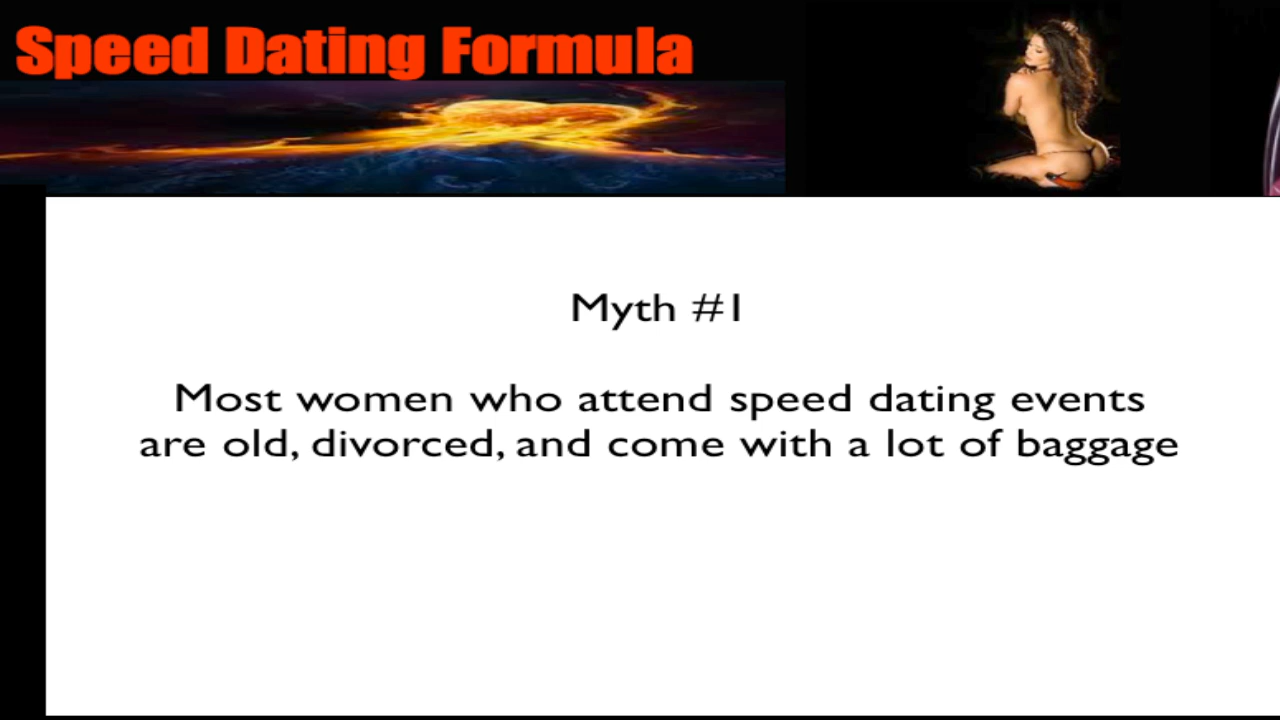 Speed Dating Formula
Myth #1
Most women who attend speed dating events
are old, divorced, and come with a lot of baggage